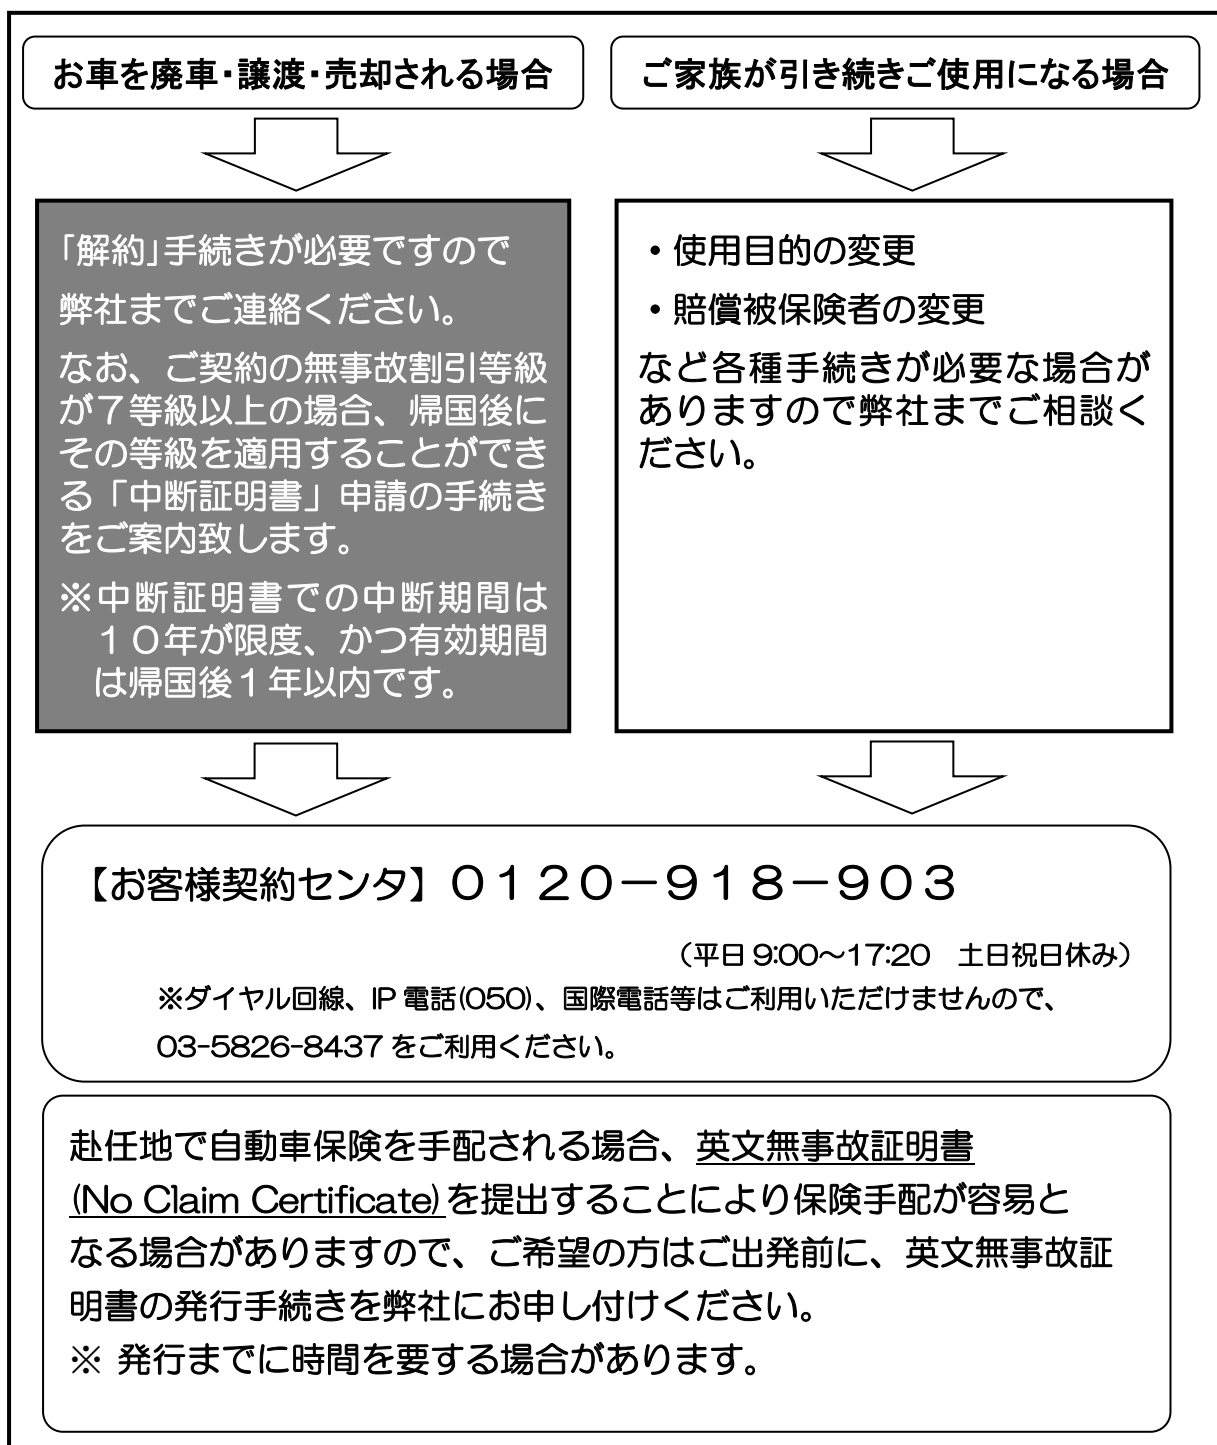 お車を廃車・譲渡・売却される場合
「解約」手続きが必要ですので
弊社までご連絡ください。
なお、ご契約の無事故割引等級
が７等級以上の場合、帰国後に
その等級を適用することができ
る「中断証明書」申請の手続き
をご案内致します。
※中断証明書での中断期間は
１０年が限度、かつ有効期間
は帰国後１年以内です。
ご家族が引き続きご使用になる場合
・使用目的の変更
・賠償被保険者の変更
など各種手続きが必要な場合が
ありますので弊社までご相談く
ださい。
【お客様契約センタ】０１２０－９１８－９０３
（平日 9:00～17:20　土日祝日休み）
※ダイヤル回線、IP 電話(050)、国際電話等はご利用いただけませんので、
03-5826-8437 をご利用ください。
赴任地で自動車保険を手配される場合、英文無事故証明書
(No Claim Certificate)を提出することにより保険手配が容易と
なる場合がありますので、ご希望の方はご出発前に、英文無事故証
明書の発行手続きを弊社にお申し付けください。
※ 発行までに時間を要する場合があります。